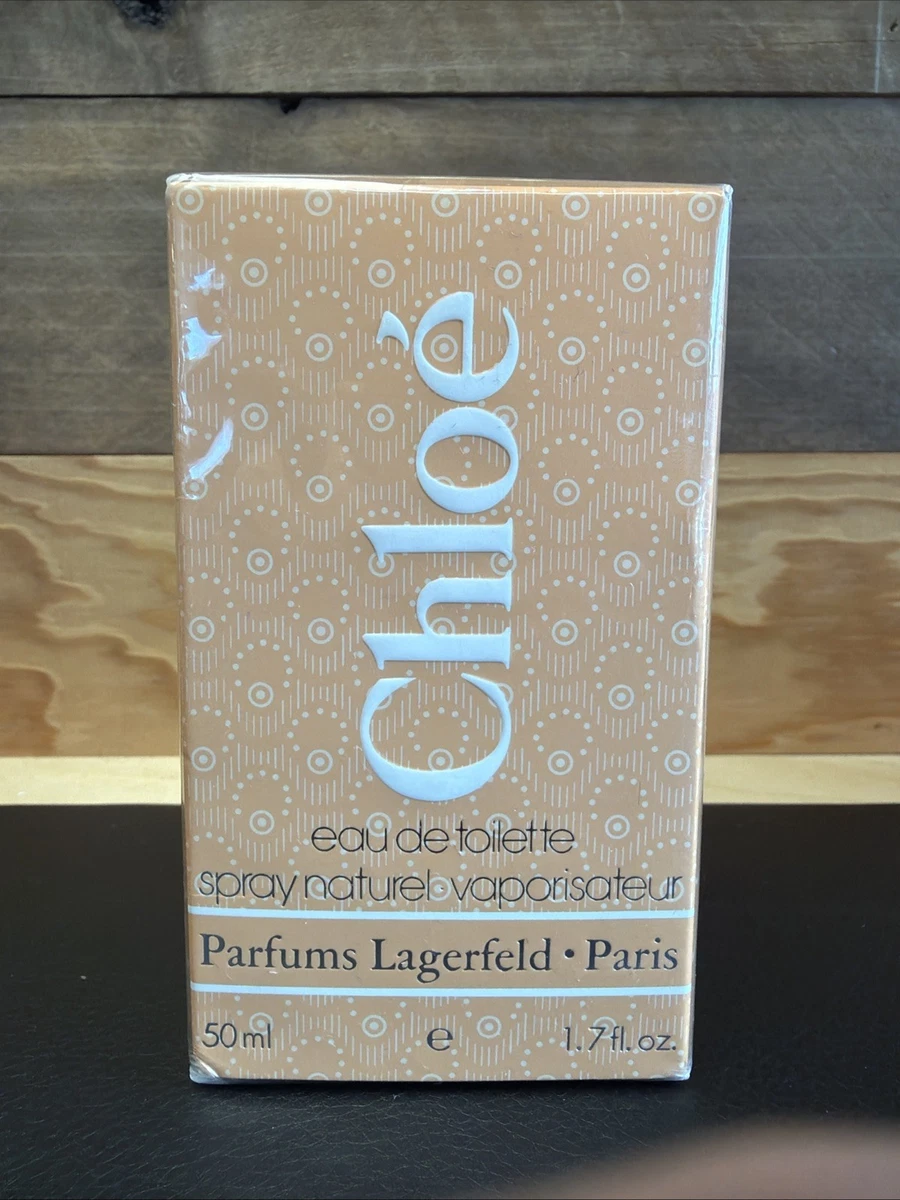 Chloé
eau de toilette
spray naturel·vaporisateur
Parfums Lagerfeld • Paris
50 ml e 1.7 fl. oz.